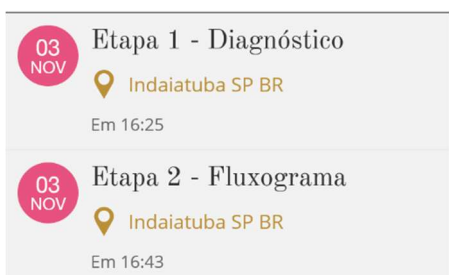 03
NOV
Etapa 1 - Diagnóstico
Indaiatuba SP BR
Em 16:25
03
NOV
Etapa 2 - Fluxograma
Indaiatuba SP BR
Em 16:43